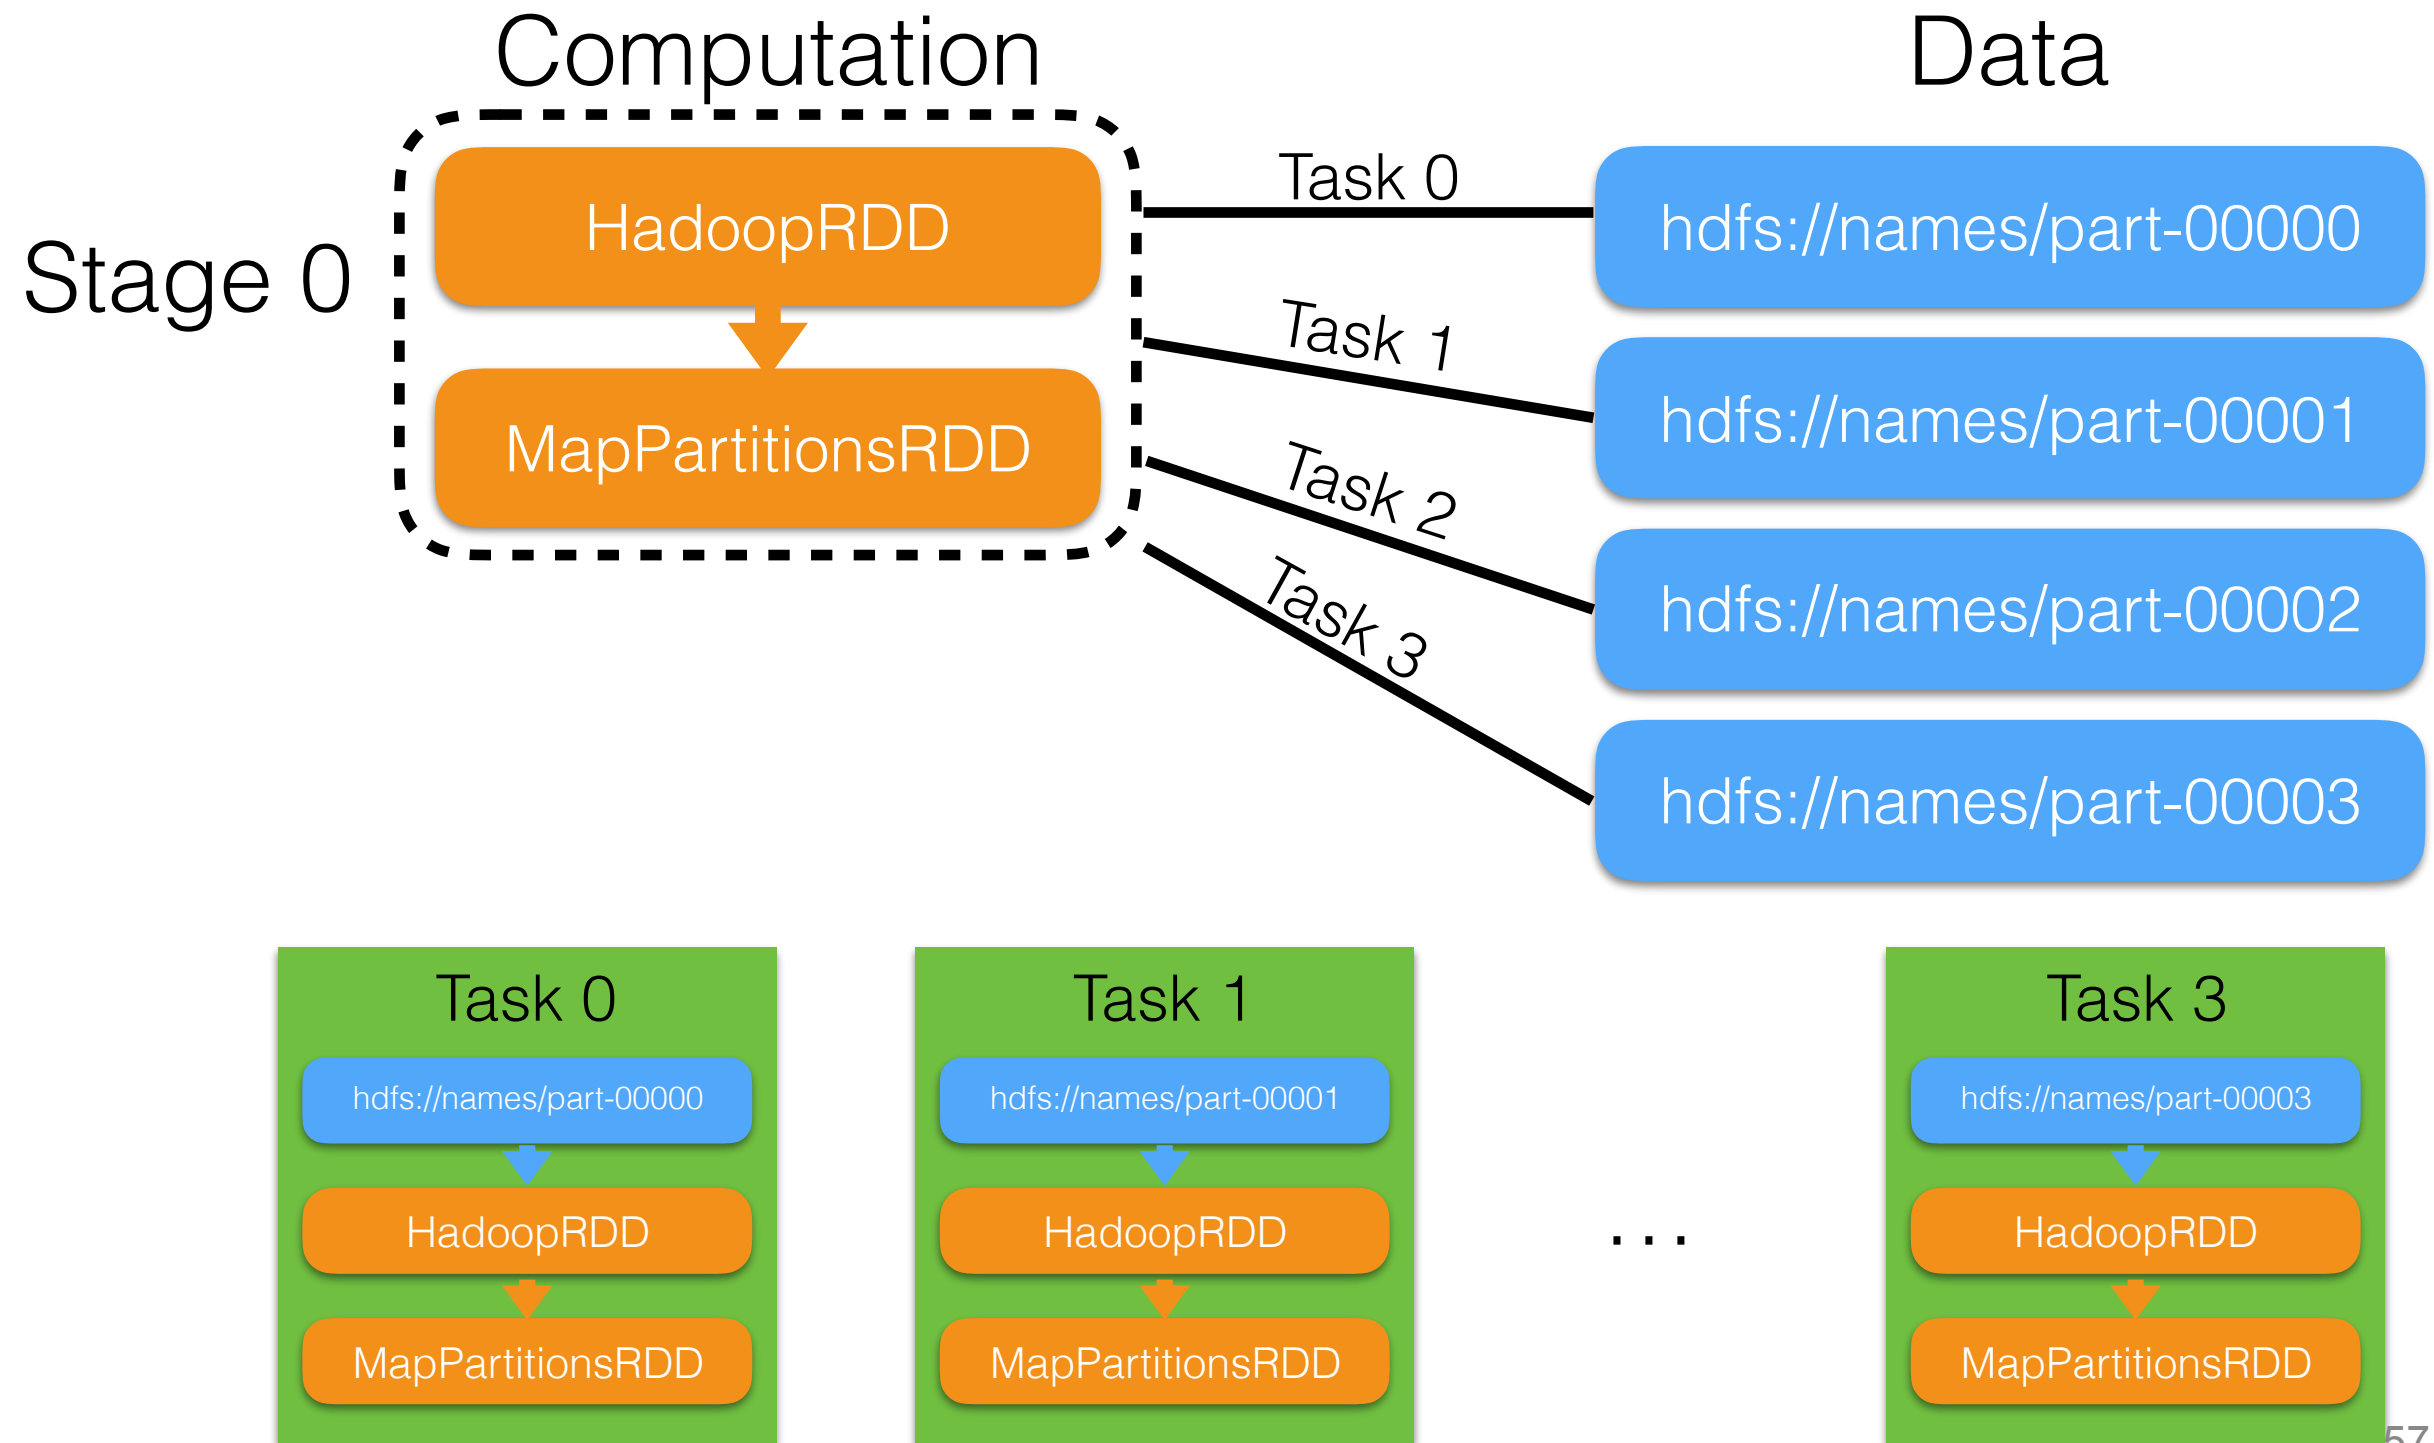 Computation
Data
Stage 0
HadoopRDD
MapPartitionsRDD
Task 0
Task 1
Task 2
Task 3
hdfs://names/part-00000
hdfs://names/part-00001
hdfs://names/part-00002
hdfs://names/part-00003
Task 0
hdfs://names/part-00000
HadoopRDD
MapPartitionsRDD
Task 1
hdfs://names/part-00001
HadoopRDD
MapPartitionsRDD
...
Task 3
hdfs://names/part-00003
HadoopRDD
MapPartitionsRDD
57